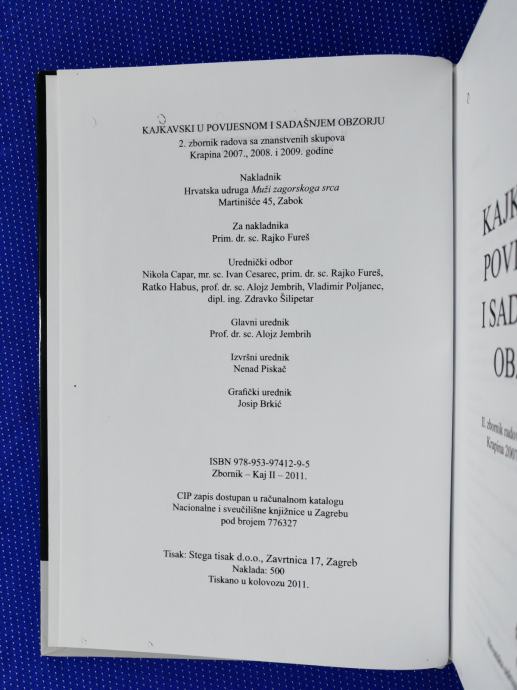 KAJKAVSKI U POVIJESNOM I SADAŠNJEM OBZORJU
2. zbornik radova sa znanstvenih skupova
Krapina 2007., 2008. i 2009. godine
Nakladnik
Hrvatska udruga Muži zagorskoga srca
Martinišće 45, Zabok
Za nakladnika
Prim. dr. sc. Rajko Fureš
Urednički odbor
Nikola Capar, mr. sc. Ivan Cesarec, prim. dr. sc. Rajko Fureš,
Ratko Habus, prof. dr. sc. Alojz Jembrih, Vladimir Poljanec,
dipl. ing. Zdravko Šilipetar
Glavni urednik
Prof. dr. sc. Alojz Jembrih
Izvršni urednik
Nenad Piskač
Grafički urednik
Josip Brkić
ISBN 978-953-97412-9-5
Zbornik – Kaj II – 2011.
CIP zapis dostupan u računalnom katalogu
Nacionalne i sveučilišne knjižnice u Zagrebu
pod brojem 776327
Tisak: Stega tisak d.o.o., Zavrtnica 17, Zagreb
Naklada: 500
Tiskano u kolovozu 2011.
KAJK
POVI
I SAD
OB
II. zbornik radov
Krapina 2007